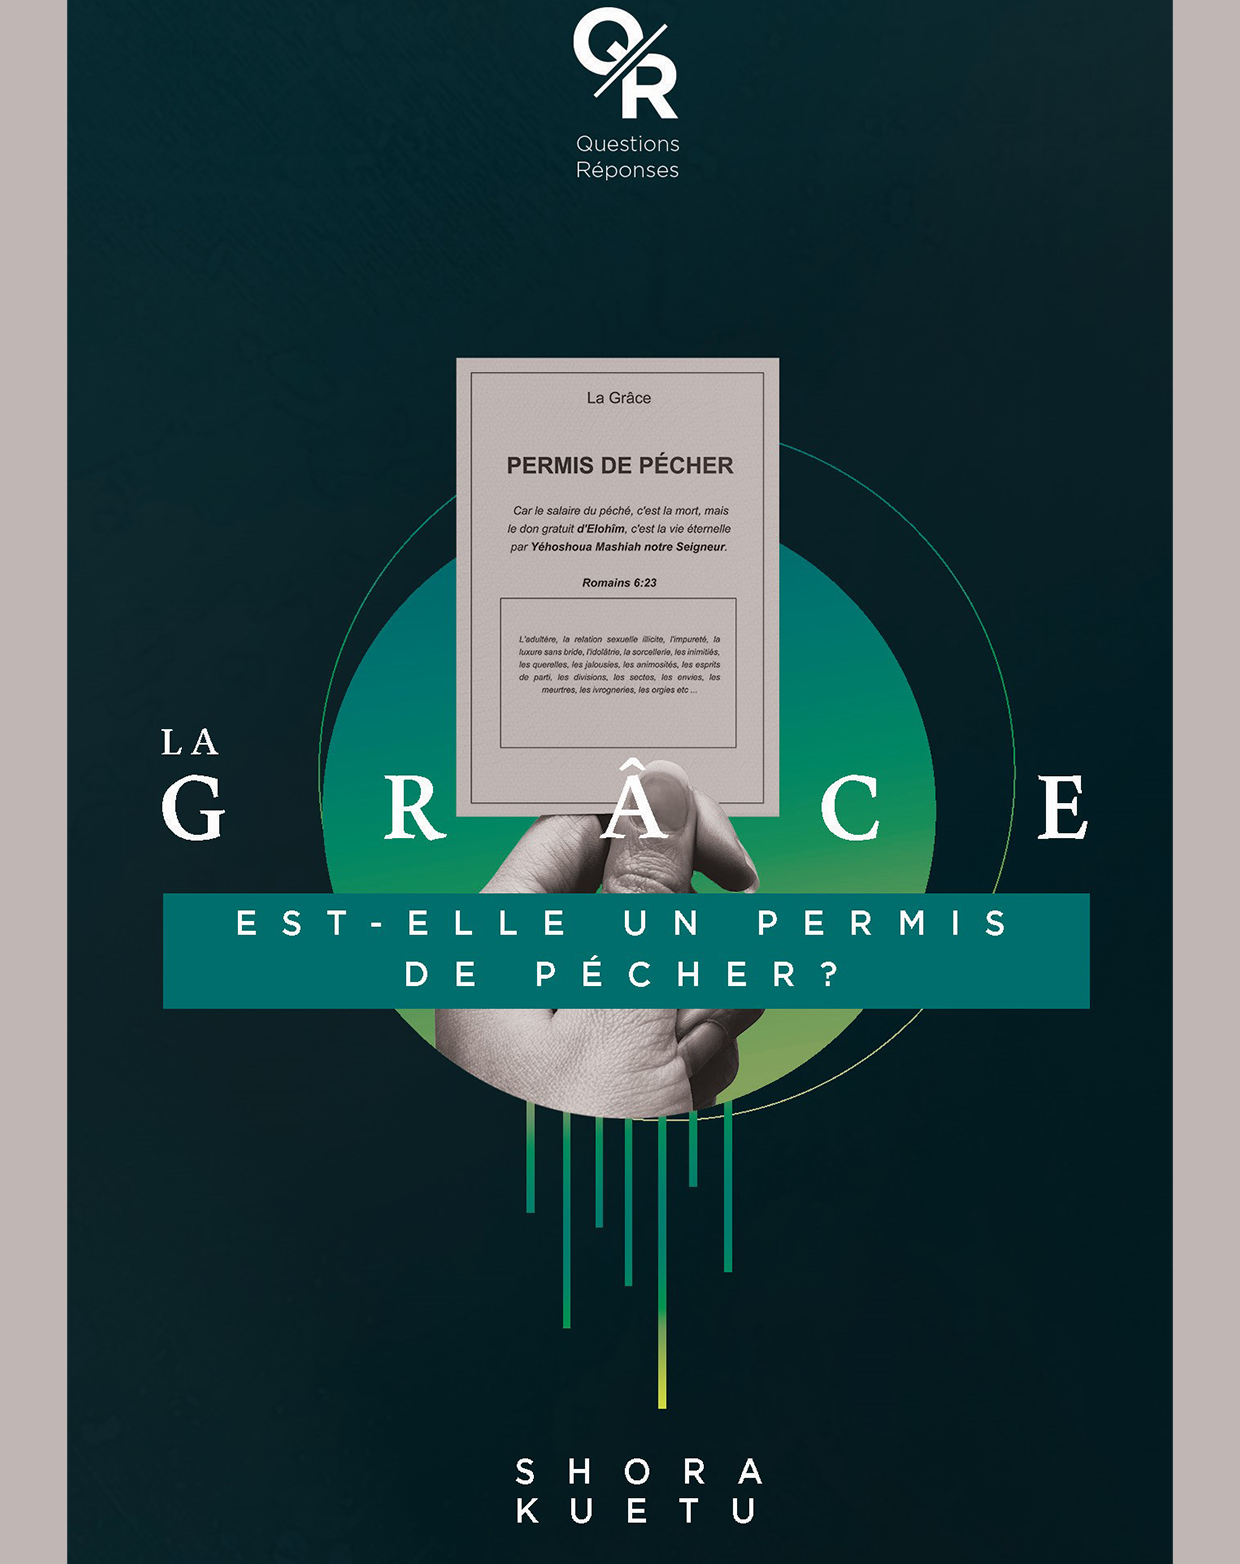 QR
Questions
Réponses
La Grâce
PERMIS DE PÉCHER
Car le salaire du péché, c'est la mort, mais
le don gratuit d'Elohîm, c'est la vie éternelle
par Yéhoshoua Mashiah notre Seigneur.
Romains 6:23
L'adultère, la relation sexuelle illicite, l'impureté, la
luxure sans bride, l'idolâtrie, la sorcellerie, les inimitiés,
les querelles, les jalousies, les animosités, les esprits
de parti, les divisions, les sectes, les envies, les
meurtres, les ivrogneries, les orgies etc ...
LA
GRÂCE
EST-ELLE UN PERMIS
DE PÉCHER?
SHORA
KUETU